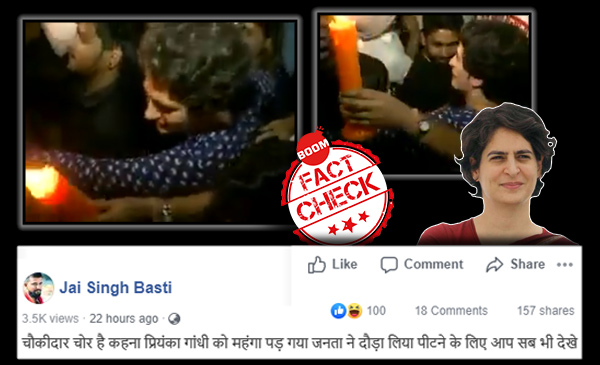 BOOM
FACT
CHECK
Like Comment Share
Jai Singh Basti
100 18 Comments 157 shares
3.5K views · 22 hours ago ·
चौकीदार चोर है कहना प्रियंका गांधी को महंगा पड़ गया जनता ने दौड़ा लिया पीटने के लिए आप सब भी देखे